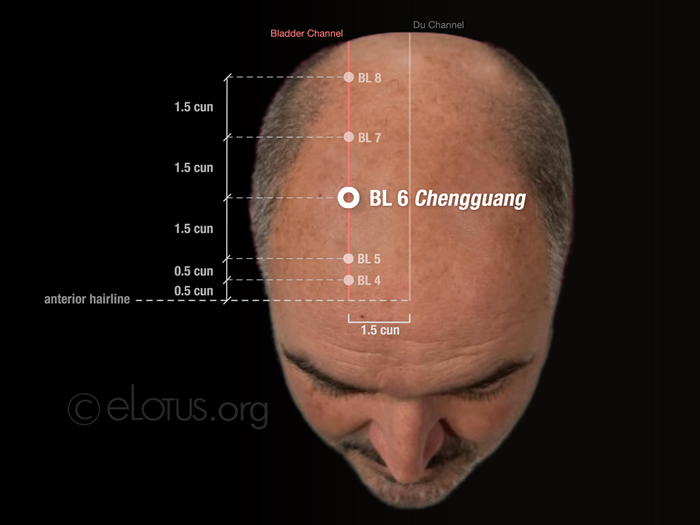 Du Channel
Bladder Channel
BL 8
1.5 cun
BL 7
1.5 cun
BL 6 Chengguang
1.5 cun
BL 5
0.5 cun
BL 4
0.5 cun
anterior hairline
1.5 cun
© eLotus.org